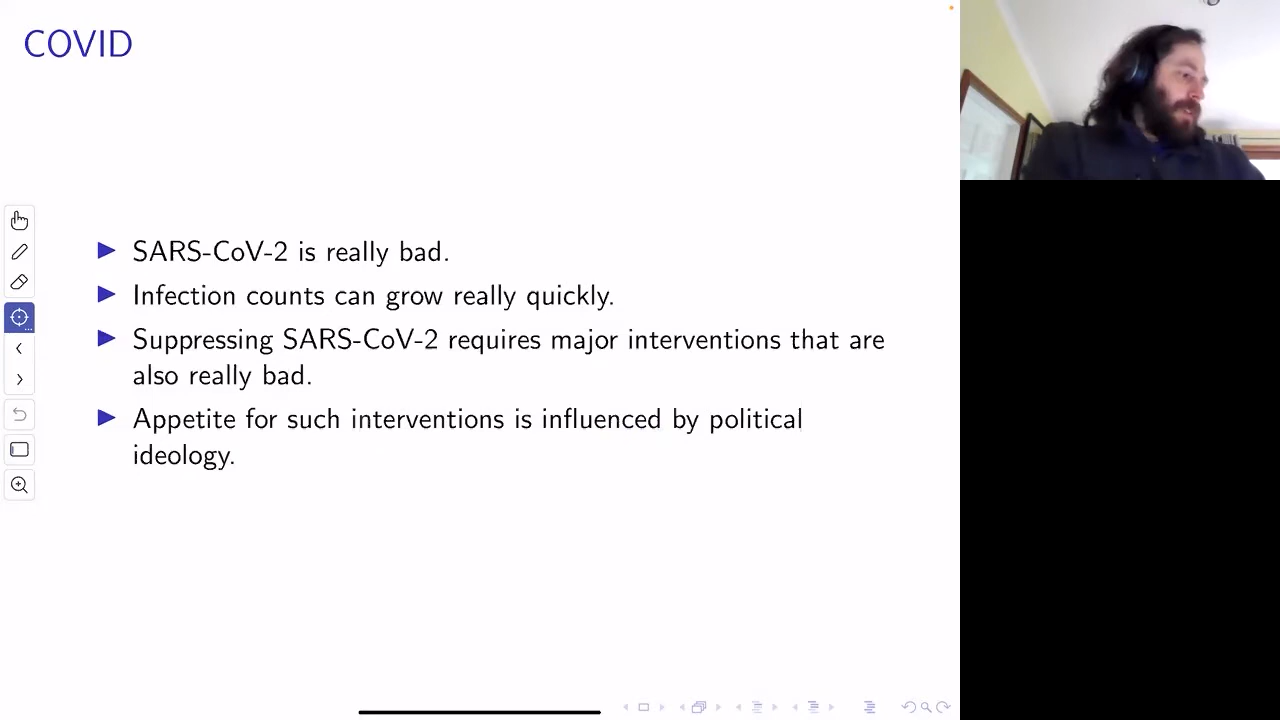 COVID
SARS-CoV-2 is really bad.
Infection counts can grow really quickly.
Suppressing SARS-CoV-2 requires major interventions that are
also really bad.
Appetite for such interventions is influenced by political
ideology.